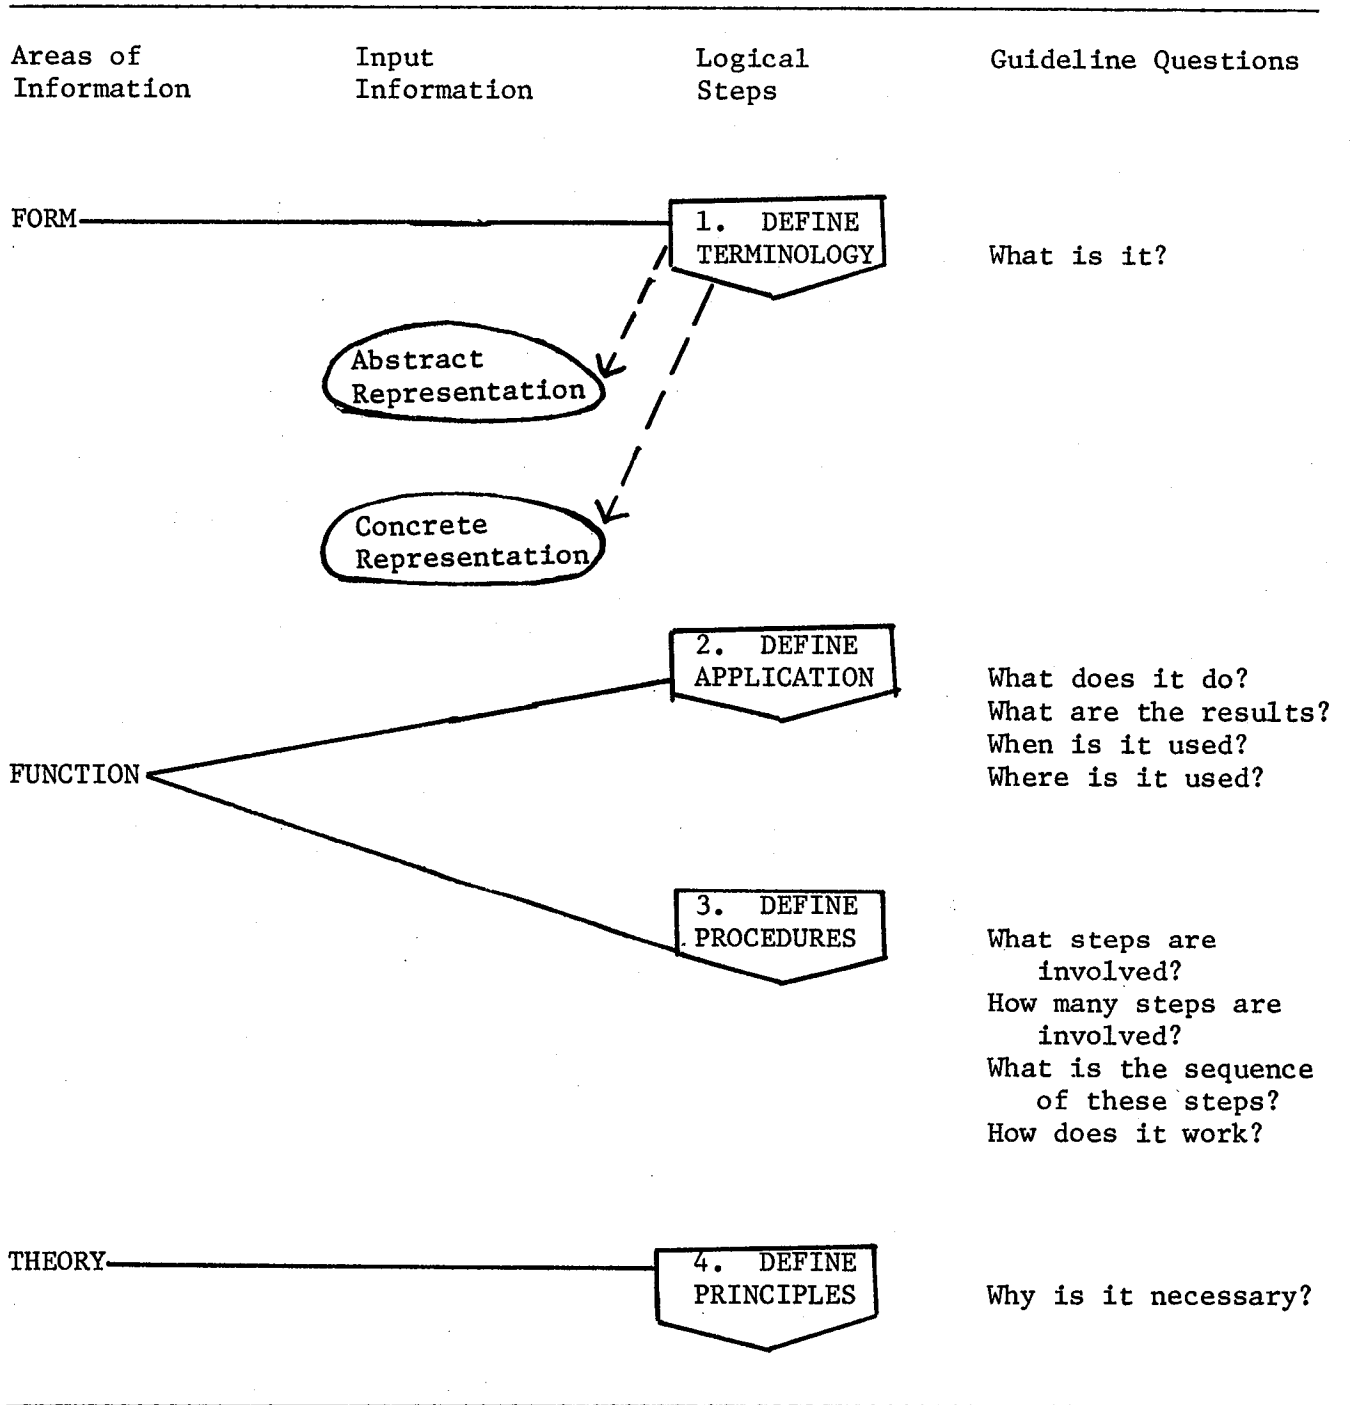 Areas of Information
Input Information
Logical Steps
Guideline Questions
FORM
1. DEFINE
TERMINOLOGY
What is it?
Abstract
Representation
Concrete
Representation
2. DEFINE
APPLICATION
What does it do?
What are the results?
When is it used?
Where is it used?
FUNCTION
3. DEFINE
PROCEDURES
What steps are
involved?
How many steps are
involved?
What is the sequence
of these steps?
How does it work?
THEORY
4. DEFINE
PRINCIPLES
Why is it necessary?